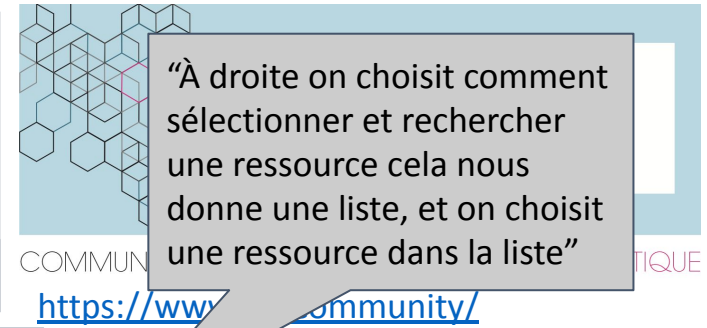 “À droite on choisit comment
sélectionner et rechercher
une ressource cela nous
donne une liste, et on choisit
une ressource dans la liste”
COMMUN TIQUE
https://www ommunity/